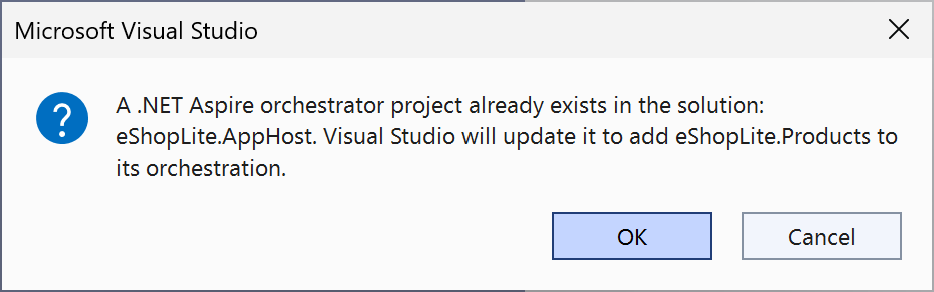 Microsoft Visual Studio
A .NET Aspire orchestrator project already exists in the solution:
eShopLite.AppHost. Visual Studio will update it to add eShopLite.Products to
its orchestration.
OK
Cancel